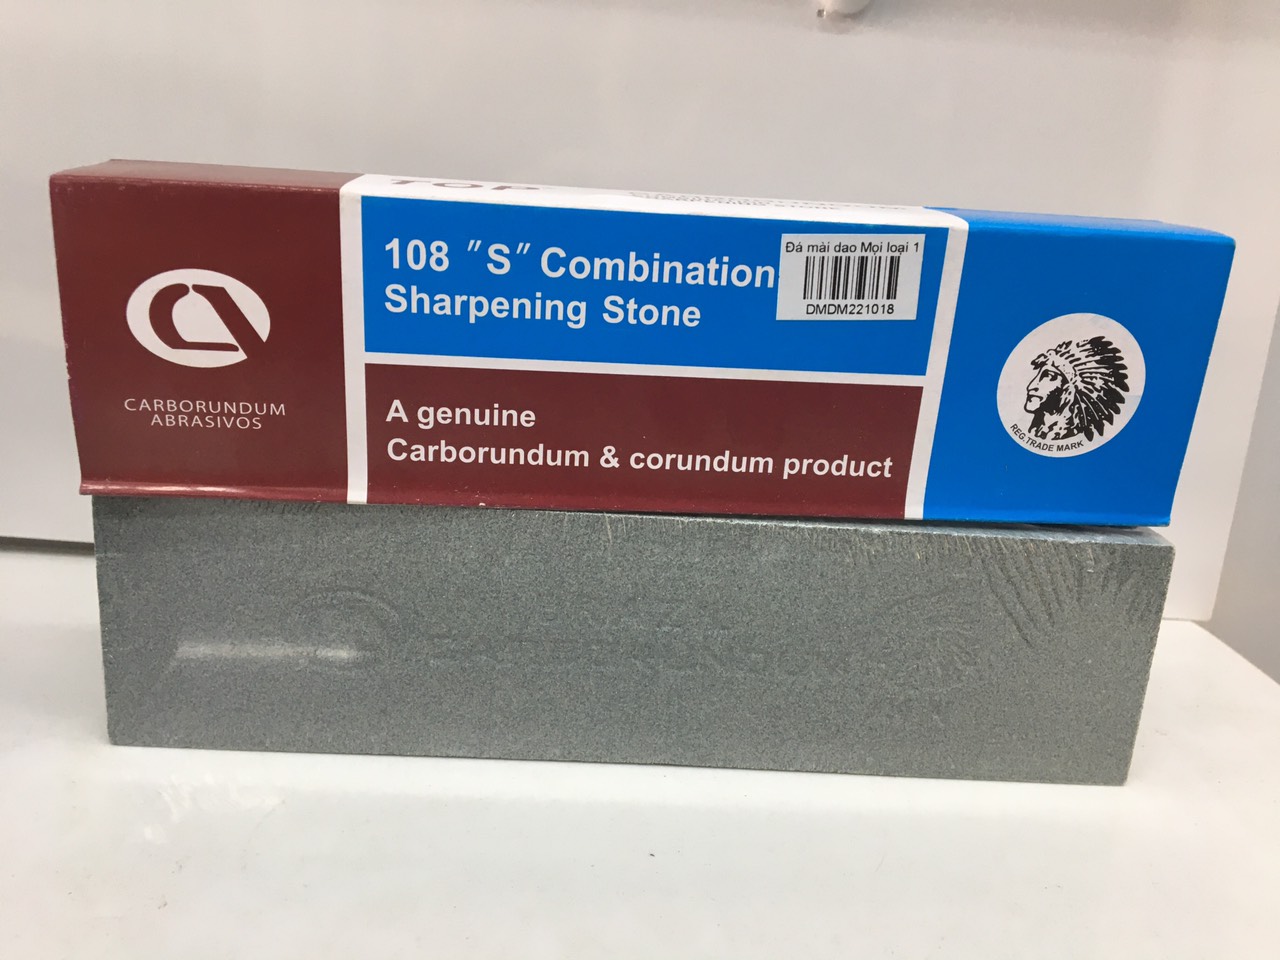 TOP
108 "S" Combination
Sharpening Stone
Đá mài dao Mọi loại 1
DMDM221018
A genuine
Carborundum & corundum product
CARBORUNDUM
ABRASIVOS
REG. TRADE MARK